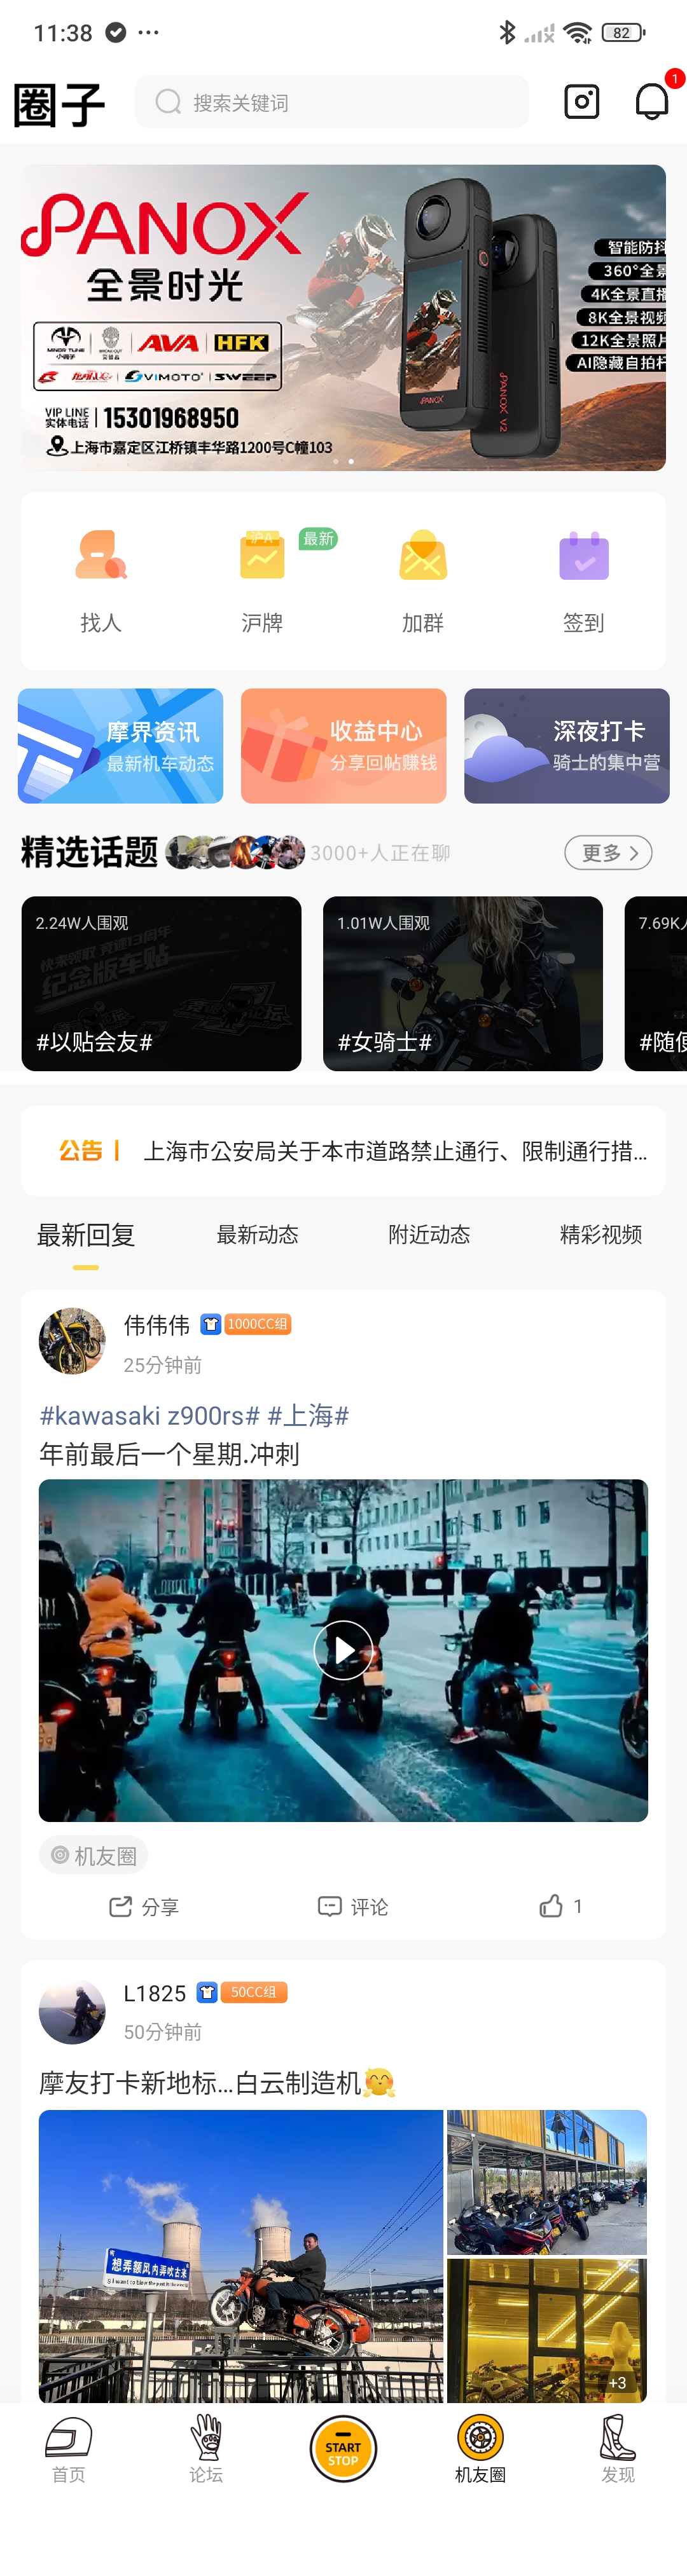 11:38
82
圈子
搜索关键词
1
PANOX
全景时光
智能防抖
360°全景
4K全景直播
8K全景视频
12K全景照片
AI隐藏自拍杆
AVA HFK
VIMOTO SWEEP
VIP LINE
实体电话 15301968950
上海市嘉定区江桥镇丰华路1200号C幢103
PANOX
PANOX V2
沪A
最新
找人
沪牌
加群
签到
摩界资讯
最新机车动态
收益中心
分享回帖赚钱
深夜打卡
骑士的集中营
精选话题 3000+人正在聊 更多
2.24W人围观
纪念版车贴
#以贴会友#
1.01W人围观
#女骑士#
7.69K
#随便
公告 上海市公安局关于本市道路禁止通行、限制通行措...
最新回复 最新动态 附近动态 精彩视频
伟伟伟 1000CC组
25分钟前
#kawasaki z900rs# #上海#
年前最后一个星期.冲刺
机友圈
分享 评论 1
L1825 50CC组
50分钟前
摩友打卡新地标...白云制造机
想弄额风内弄吹古来
+3
START
STOP
首页 论坛 机友圈 发现